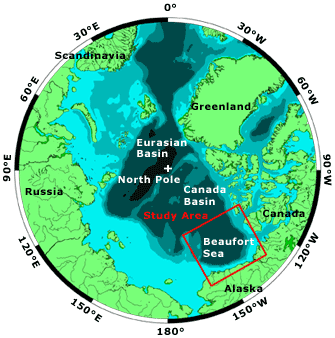 0°
30°E
30°W
Scandinavia
60°E
60°W
Greenland
Eurasian
Basin
90°E
North Pole
90°W
Russia
Canada
Basin
Study Area
Canada
Beaufort
Sea
120°E
120°W
Alaska
150°E
150°W
180°